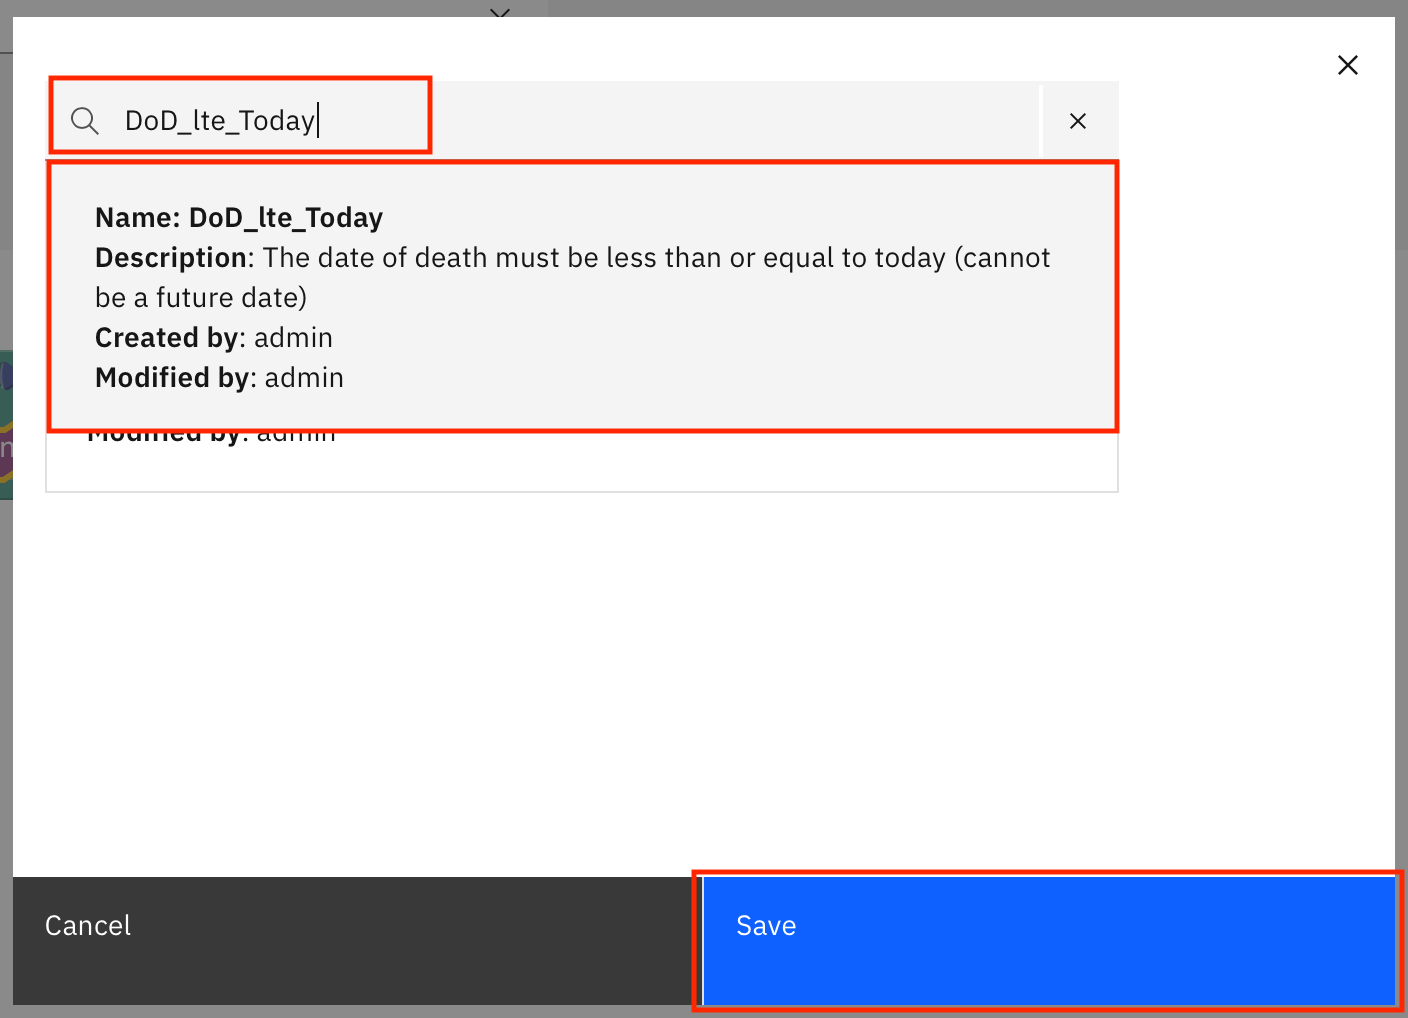 DoD_lte_Today
Name: DoD_lte_Today
Description: The date of death must be less than or equal to today (cannot
be a future date)
Created by: admin
Modified by: admin
Modified by: admin
n
Cancel
Save